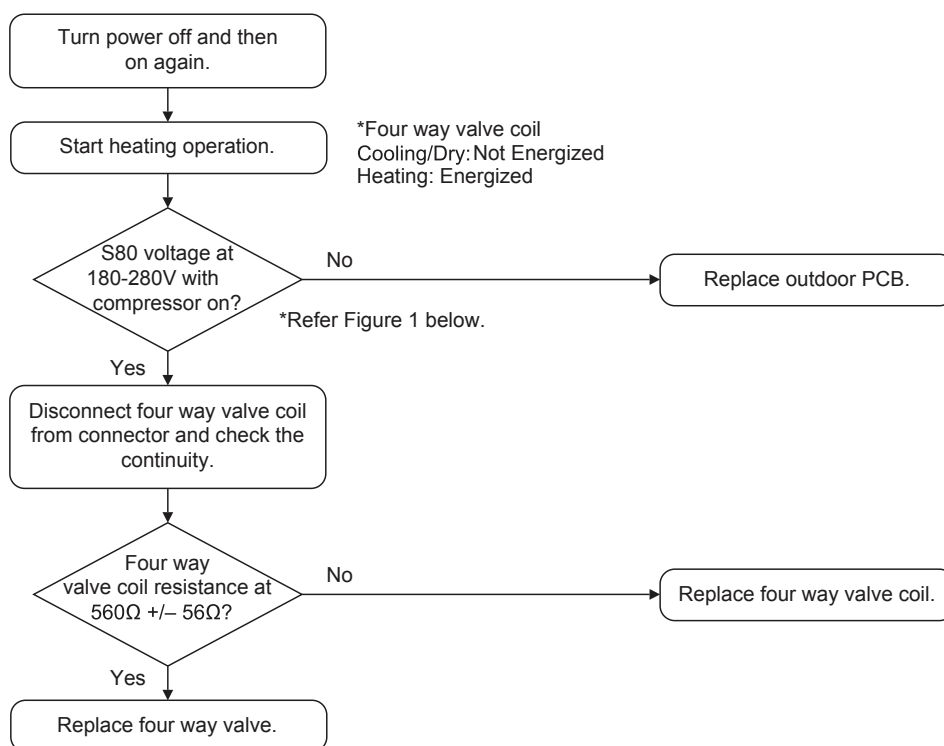 Turn power off and then
on again.
Start heating operation.
*Four way valve coil
Cooling/Dry: Not Energized
Heating: Energized
S80 voltage at
180-280V with
compressor on?
No
Replace outdoor PCB.
*Refer Figure 1 below.
Yes
Disconnect four way valve coil
from connector and check the
continuity.
Four way
valve coil resistance at
560Ω +/– 56Ω?
No
Replace four way valve coil.
Yes
Replace four way valve.